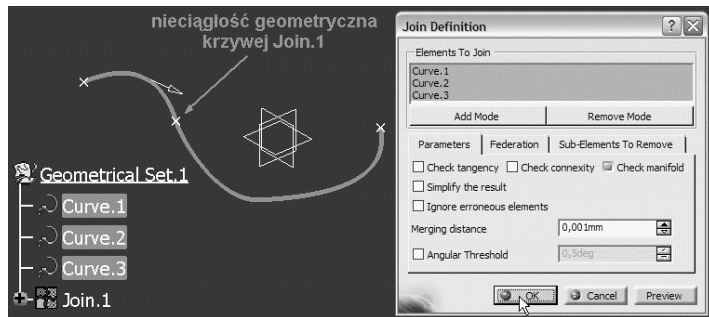 nieciągłość geometryczna
krzywej Join.1
Geometrical Set.1
Curve.1
Curve.2
Curve.3
Join.1
Join Definition
Elements To Join
Curve.1
Curve.2
Curve.3
Add Mode Remove Mode
Parameters Federation Sub-Elements To Remove
Check tangency Check connexity Check manifold
Simplify the result
Ignore erroneous elements
Merging distance 0,001mm
Angular Threshold 0,5deg
OK Cancel Preview